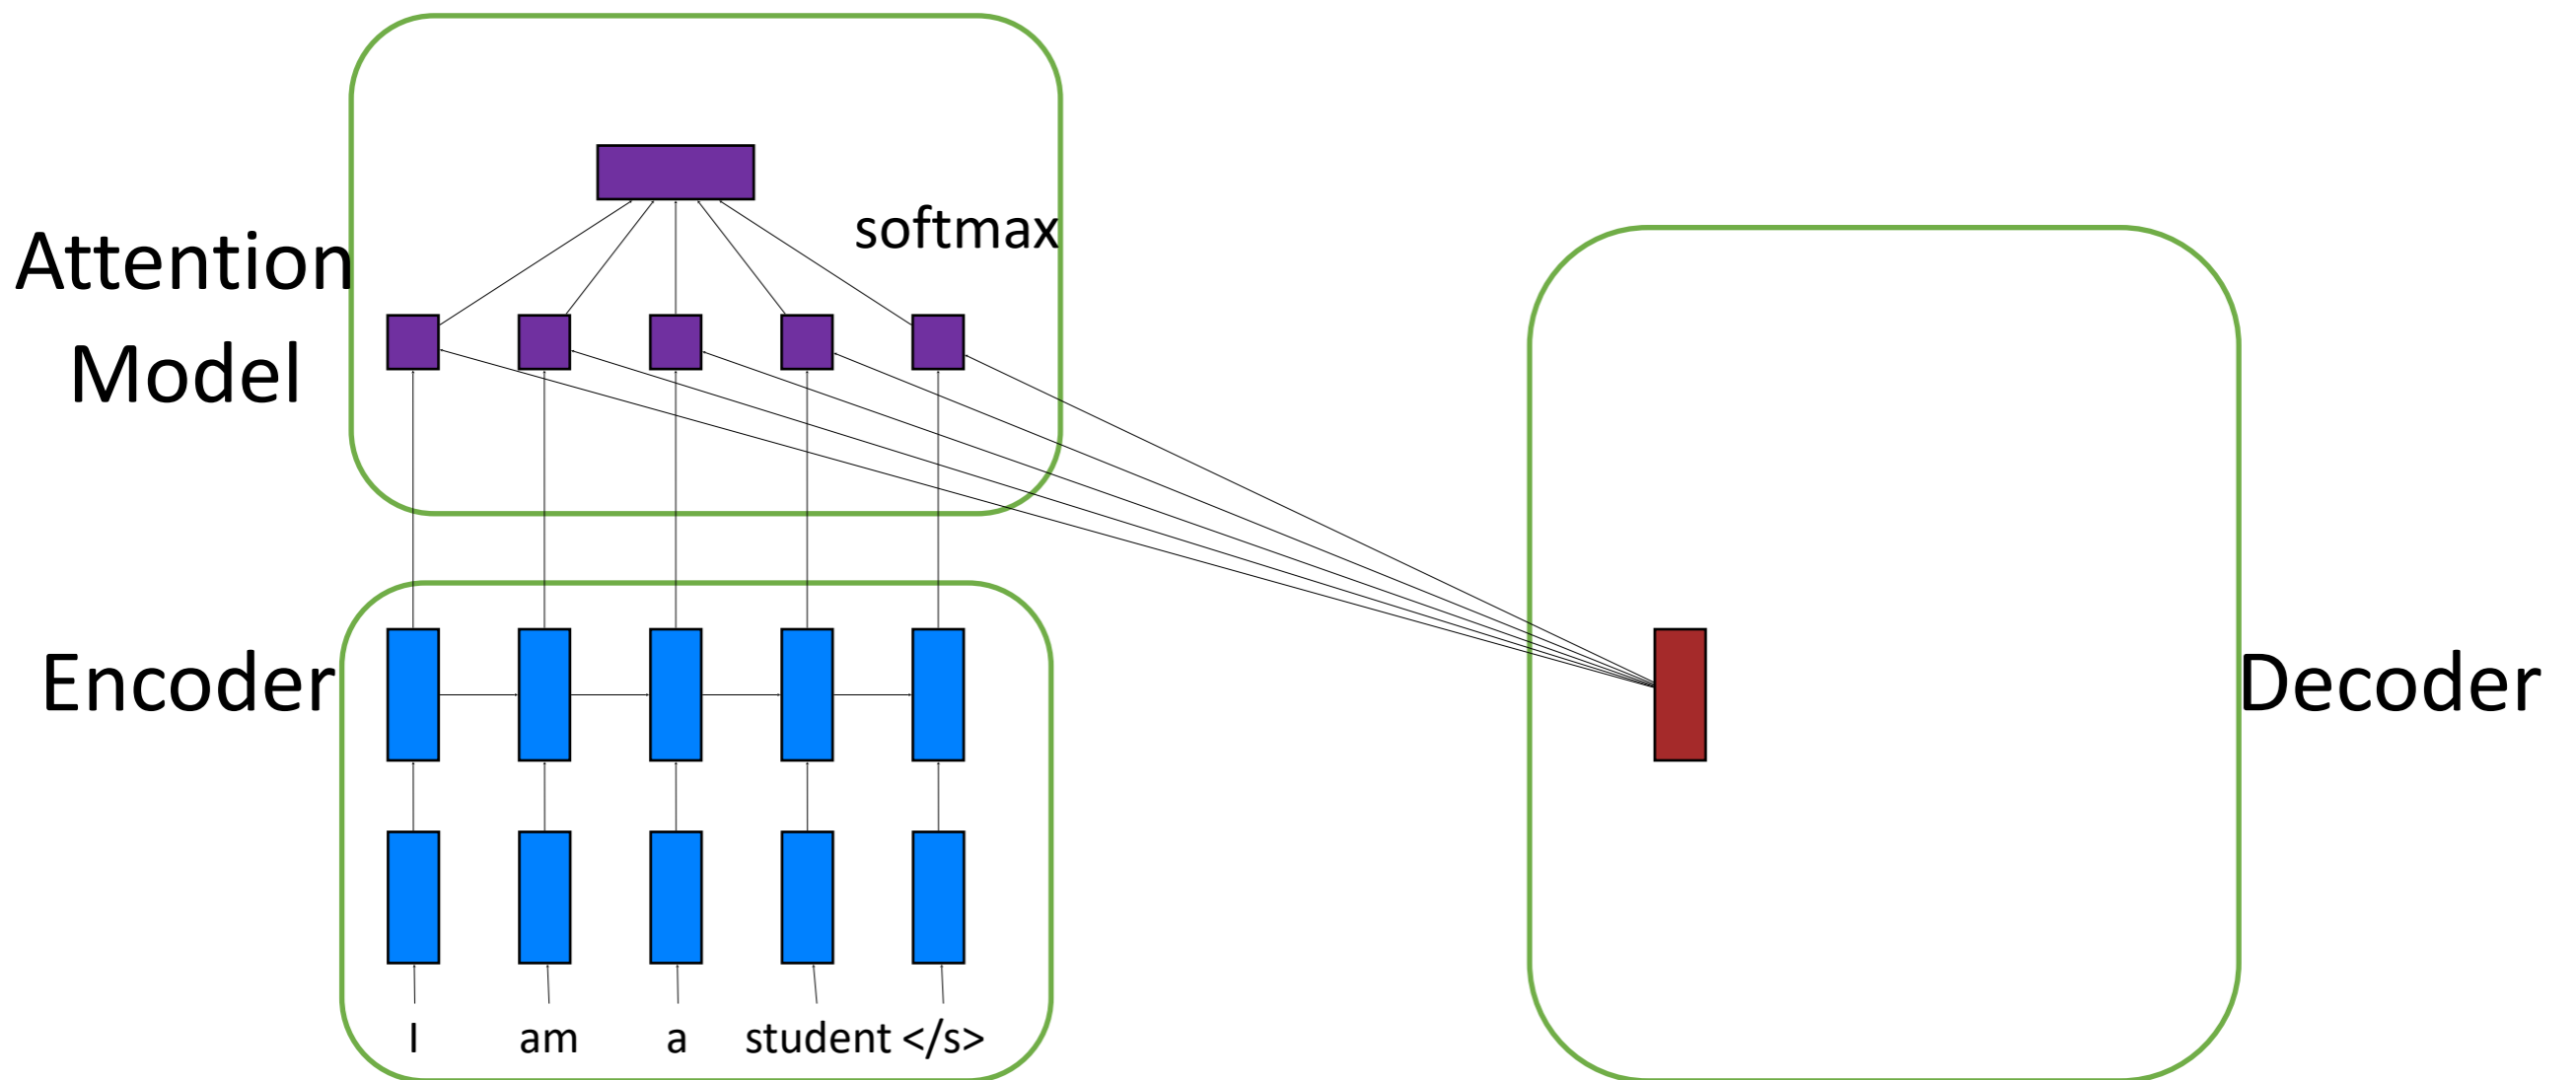 softmax
Attention
Model
Encoder
Decoder
I am a student </s>